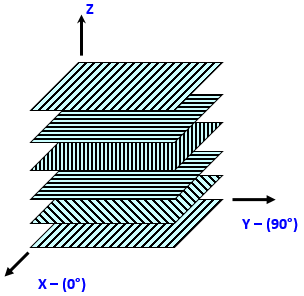 Z
Y – (90°)
X – (0°)